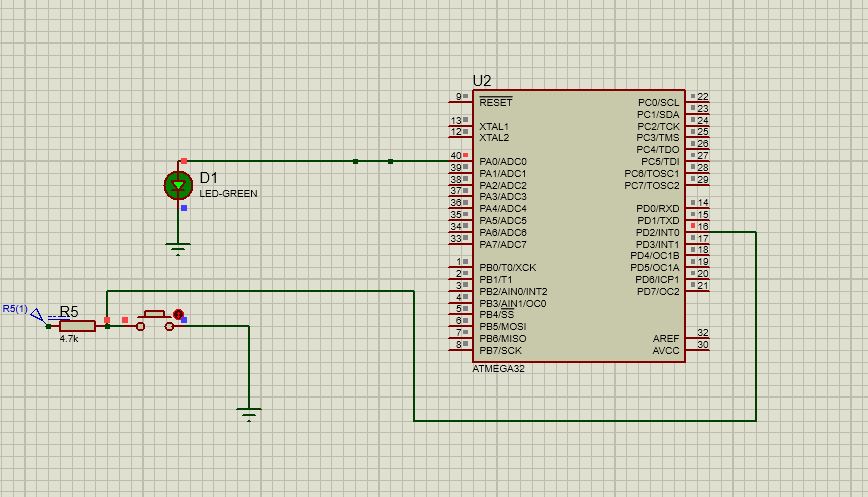 U2
9 RESET
13 XTAL1
12 XTAL2
40 PA0/ADC0
39 PA1/ADC1
38 PA2/ADC2
37 PA3/ADC3
36 PA4/ADC4
35 PA5/ADC5
34 PA6/ADC6
33 PA7/ADC7
1 PB0/T0/XCK
2 PB1/T1
3 PB2/AIN0/INT2
4 PB3/AIN1/OC0
5 PB4/SS
6 PB5/MOSI
7 PB6/MISO
8 PB7/SCK
PC0/SCL 22
PC1/SDA 23
PC2/TCK 24
PC3/TMS 25
PC4/TDO 26
PC5/TDI 27
PC6/TOSC1 28
PC7/TOSC2 29
PD0/RXD 14
PD1/TXD 15
PD2/INT0 16
PD3/INT1 17
PD4/OC1B 18
PD5/OC1A 19
PD6/ICP1 20
PD7/OC2 21
AREF 32
AVCC 30
ATMEGA32
D1
LED-GREEN
R5(1)
R5
4.7k